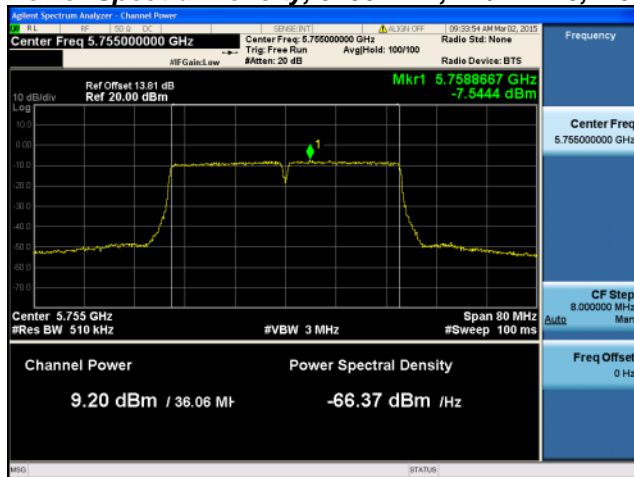 Agilent Spectrum Analyzer - Channel Power
RL RF 50 Ω DC SENSE:INT ALIGN OFF 09:33:54 AM Mar 02, 2015
Center Freq 5.755000000 GHz Center Freq: 5.755000000 GHz Radio Std: None
Trig: Free Run Avg|Hold: 100/100
#IFGain:Low #Atten: 20 dB Radio Device: BTS
Frequency
Mkr1 5.7588667 GHz
-7.5444 dBm
Ref Offset 13.81 dB
10 dB/div Ref 20.00 dBm
Log
10.0
0.00
-10.0
-20.0
-30.0
-40.0
-50.0
-60.0
-70.0
1
Center 5.755 GHz Span 80 MHz
#Res BW 510 kHz #VBW 3 MHz #Sweep 100 ms
Channel Power Power Spectral Density
9.20 dBm / 36.06 MH -66.37 dBm /Hz
Center Freq
5.755000000 GHz
CF Step
8.000000 MHz
Auto Man
Freq Offset
0 Hz
MSG STATUS